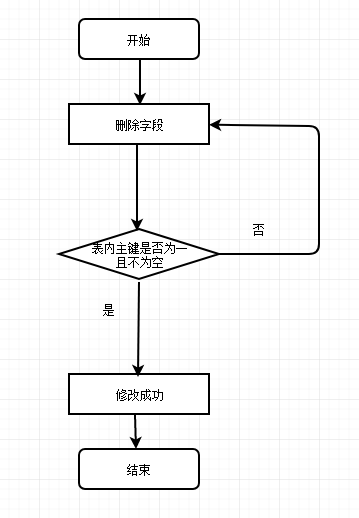 开始
删除字段
表内主键是否为一
且不为空
否
是
修改成功
结束